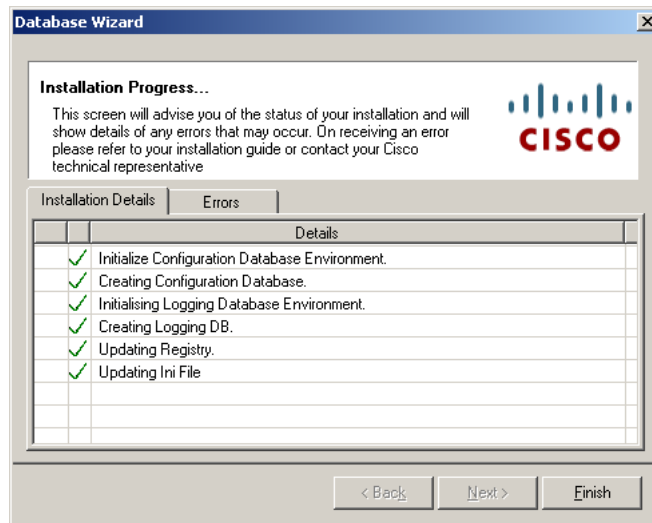 Database Wizard
Installation Progress...
This screen will advise you of the status of your installation and will
show details of any errors that may occur. On receiving an error
please refer to your installation guide or contact your Cisco
technical representative
CISCO
Installation Details
Errors
Details
Initialize Configuration Database Environment.
Creating Configuration Database.
Initialising Logging Database Environment.
Creating Logging DB.
Updating Registry.
Updating Ini File
< Back
Next >
Finish